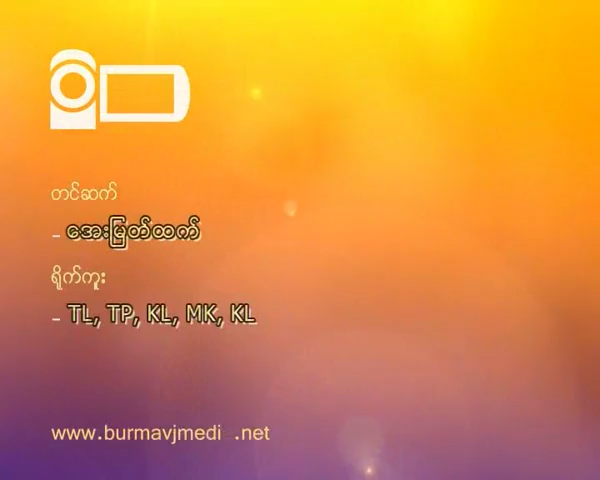 တင်ဆက်
- အေးမြတ်ထက်
ရိုက်ကူး
- TL, TP, KL, MK, KL
www.burmavjmedi .net